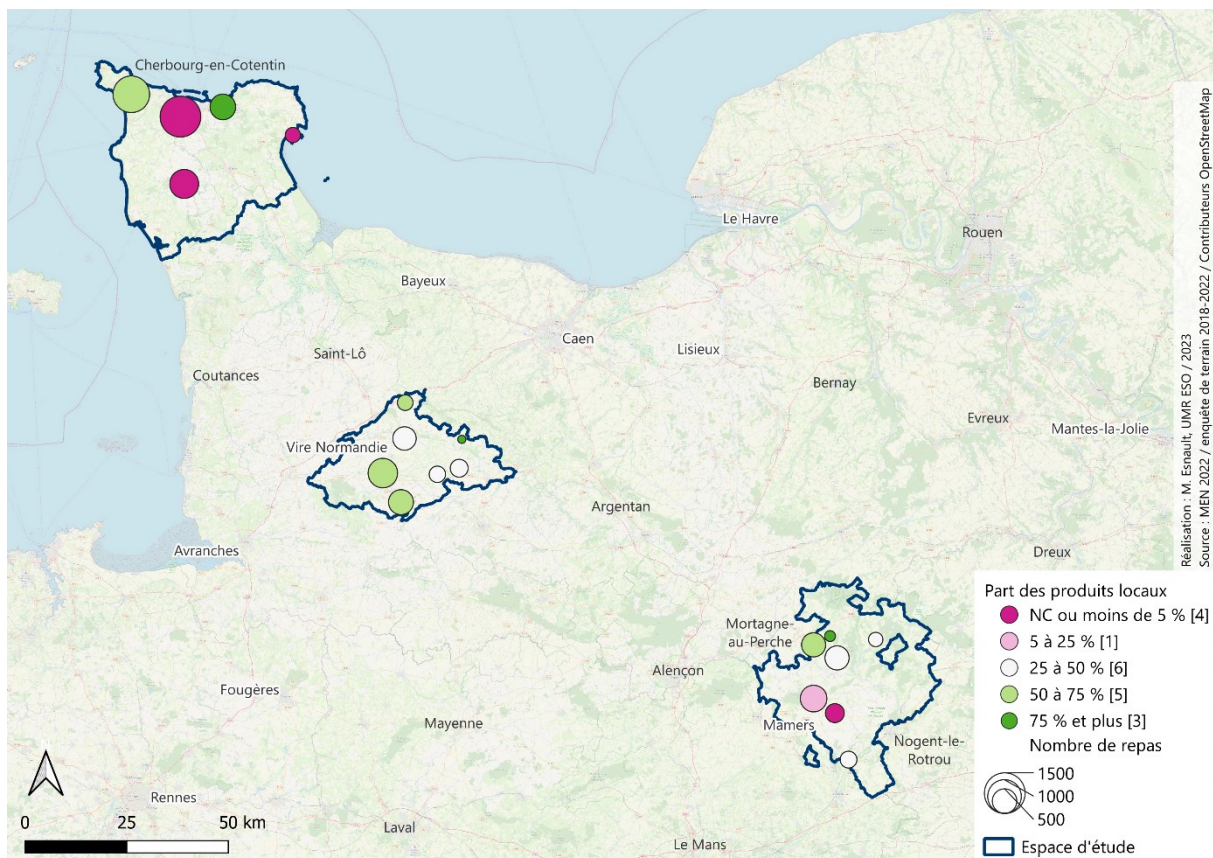 Cherbourg-en-Cotentin
Le Havre
Rouen
Bayeux
Caen
Saint-Lô
Lisieux
Coutances
Bernay
Evreux
Mantes-la-Jolie
Vire Normandie
Argentan
Avranches
Dreux
Mortagne-
au-Perche
Alençon
Fougères
Mayenne
Mamers
Nogent-le-
Rotrou
Rennes
Laval
Le Mans
0 25 50 km
Réalisation : M. Esnault, UMR ESO / 2023
Source : MEN 2022 / enquête de terrain 2018-2022 / Contributeurs OpenStreetMap
Part des produits locaux
NC ou moins de 5 % [4]
5 à 25 % [1]
25 à 50 % [6]
50 à 75 % [5]
75 % et plus [3]
Nombre de repas
1500
1000
500
Espace d'étude